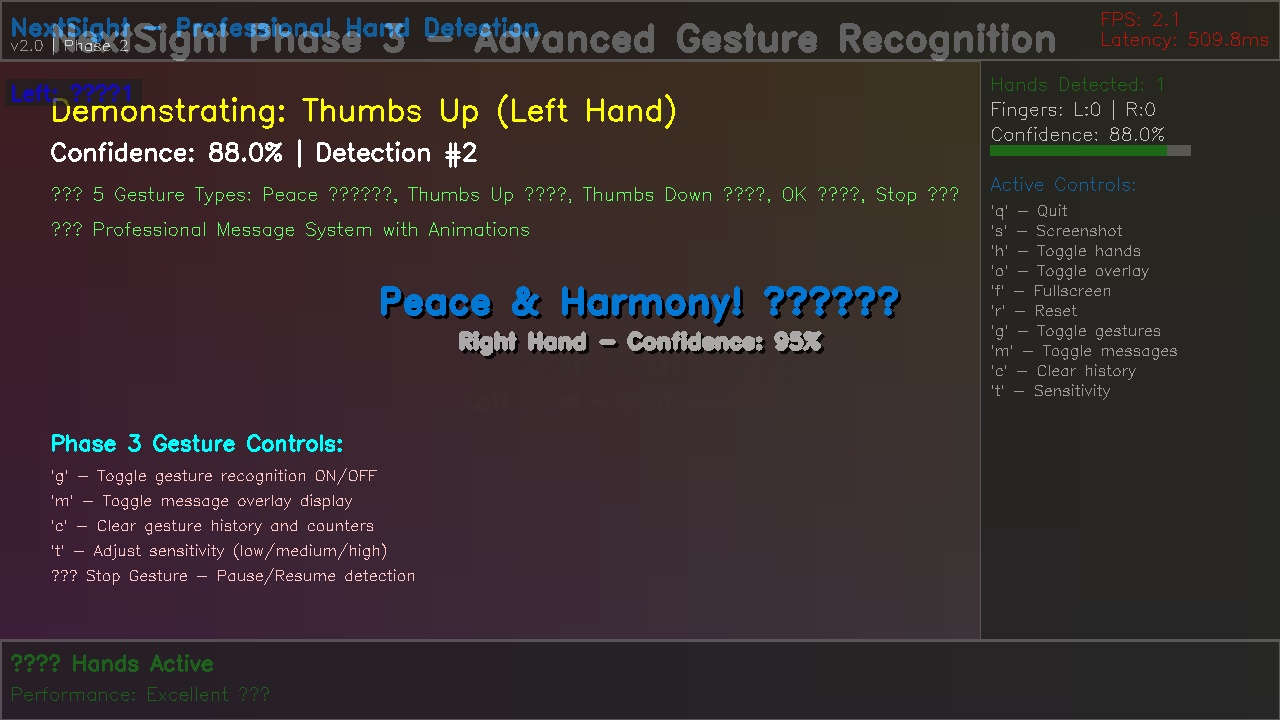 NextSight - Professional Hand Detection
NextSight Phase 3 - Advanced Gesture Recognition
v2.0 | Phase 2
FPS: 2.1
Latency: 509.8ms
Left: ????1
Demonstrating: Thumbs Up (Left Hand)
Confidence: 88.0% | Detection #2
??? 5 Gesture Types: Peace ??????, Thumbs Up ????, Thumbs Down ????, OK ????, Stop ???
??? Professional Message System with Animations
Peace & Harmony! ??????
Right Hand - Confidence: 95%
Phase 3 Gesture Controls:
'g' - Toggle gesture recognition ON/OFF
'm' - Toggle message overlay display
'c' - Clear gesture history and counters
't' - Adjust sensitivity (low/medium/high)
??? Stop Gesture - Pause/Resume detection
Hands Detected: 1
Fingers: L:0 | R:0
Confidence: 88.0%
Active Controls:
'q' - Quit
's' - Screenshot
'h' - Toggle hands
'o' - Toggle overlay
'f' - Fullscreen
'r' - Reset
'g' - Toggle gestures
'm' - Toggle messages
'c' - Clear history
't' - Sensitivity
???? Hands Active
Performance: Excellent ???